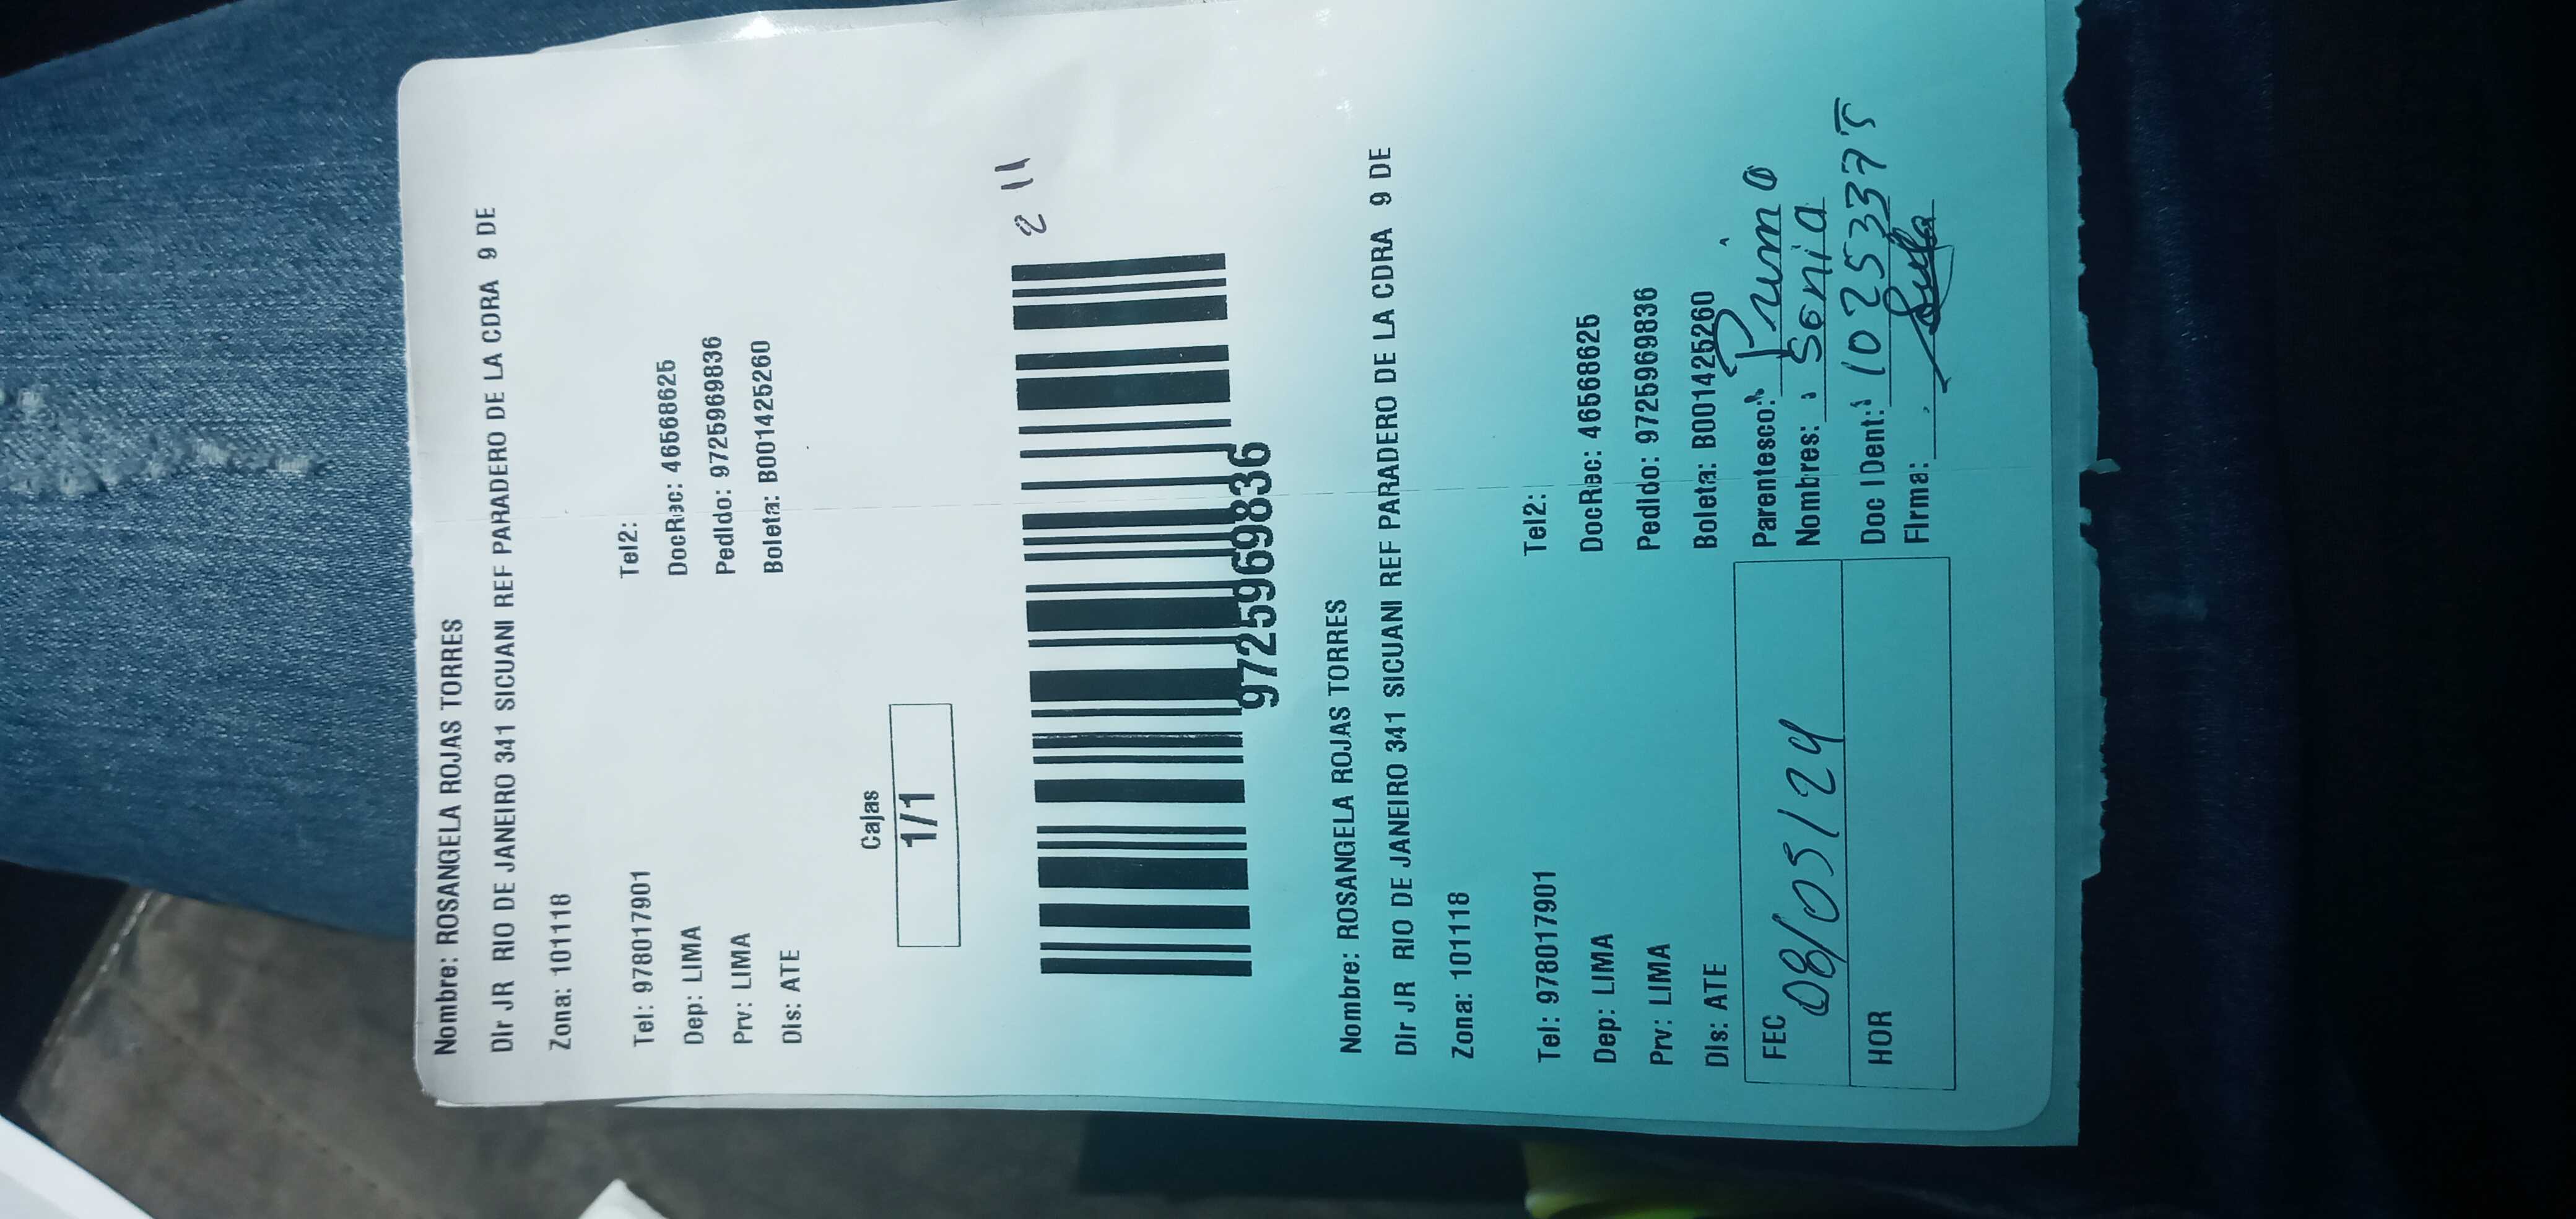 Nombre: ROSANGELA ROJAS TORRES
Dir JR RIO DE JANEIRO 341 SICUANI REF PARADERO DE LA CDRA 9 DE
Zona: 101118
Tel: 978017901 Tel2:
Dep: LIMA DocRec: 46568625
Prv: LIMA Pedido: 9725969836
Dis: ATE Boleta: B001425260
Cajas
1/1
2 11
9725969836
Nombre: ROSANGELA ROJAS TORRES
Dir JR RIO DE JANEIRO 341 SICUANI REF PARADERO DE LA CDRA 9 DE
Zona: 101118
Tel: 978017901 Tel2:
Dep: LIMA DocRec: 46568625
Prv: LIMA Pedido: 9725969836
Dis: ATE Boleta: B001425260
FEC 08/05/24 Parentesco: Primo
Nombres: Sonia
HOR Doc IDent: 10253375
Firma: